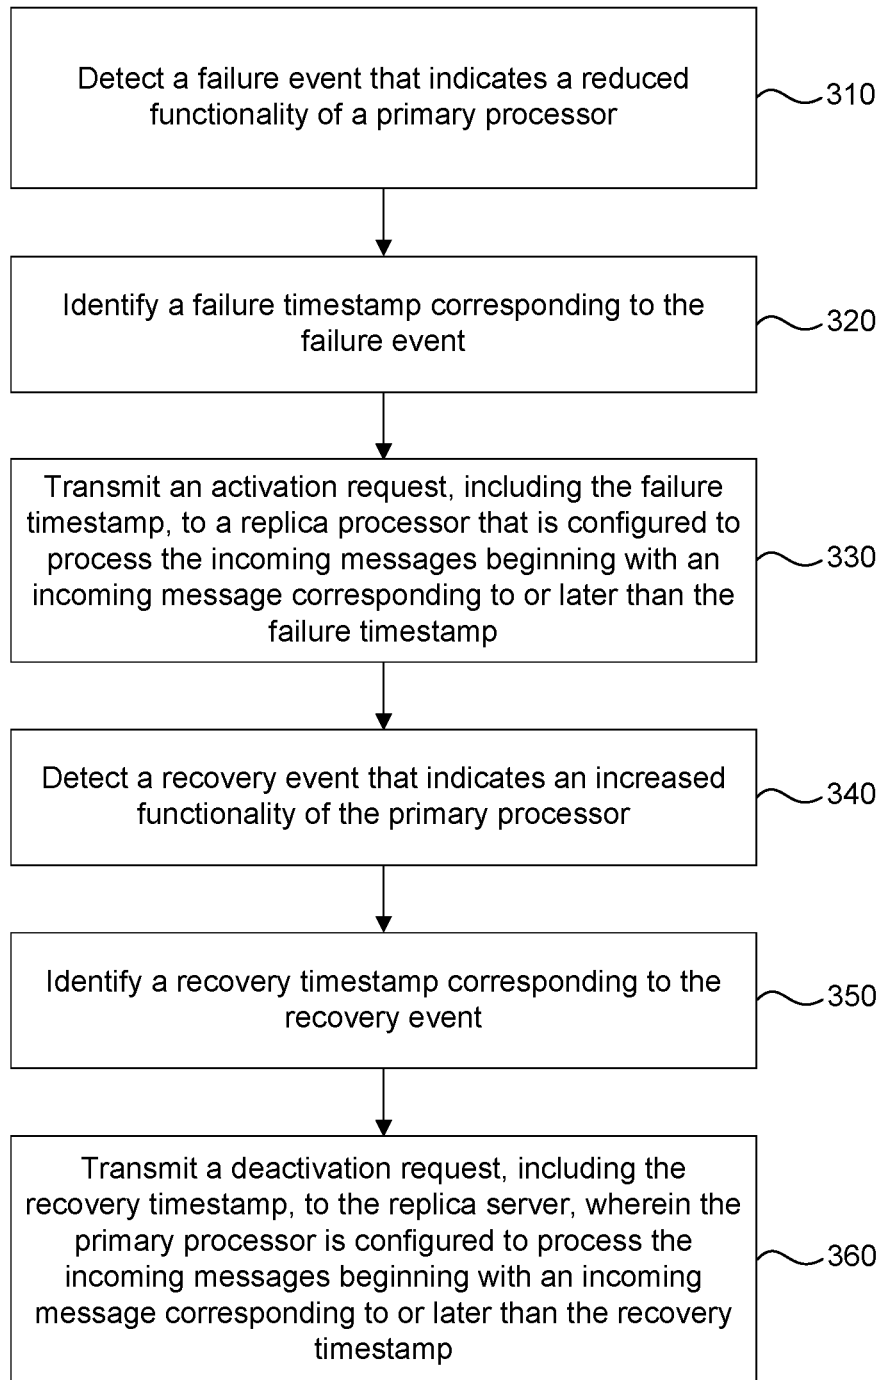 Detect a failure event that indicates a reduced
functionality of a primary processor
310
Identify a failure timestamp corresponding to the
failure event
320
Transmit an activation request, including the failure
timestamp, to a replica processor that is configured to
process the incoming messages beginning with an
incoming message corresponding to or later than the
failure timestamp
330
Detect a recovery event that indicates an increased
functionality of the primary processor
340
Identify a recovery timestamp corresponding to the
recovery event
350
Transmit a deactivation request, including the
recovery timestamp, to the replica server, wherein the
primary processor is configured to process the
incoming messages beginning with an incoming
message corresponding to or later than the recovery
timestamp
360